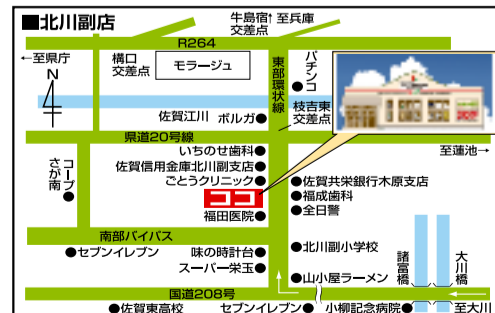 ■北川副店
牛島宿↑至兵庫
交差点
R264
←至県庁
構口
交差点
モラージュ
東部環状線
パチンコ
N
佐賀江川
ボルガ●
枝吉東
交差点
県道20号線
至蓮池→
いちのせ歯科●
佐賀信用金庫北川副支店●
ごとうクリニック●
ココ
福田医院●
コープさが南●
●佐賀共栄銀行木原支店
●福成歯科
●全日警
南部バイパス
●セブンイレブン
味の時計台●
スーパー栄玉●
●北川副小学校
●山小屋ラーメン
諸富橋
大川橋
国道208号
●佐賀東高校
セブンイレブン●
小柳記念病院●
至大川